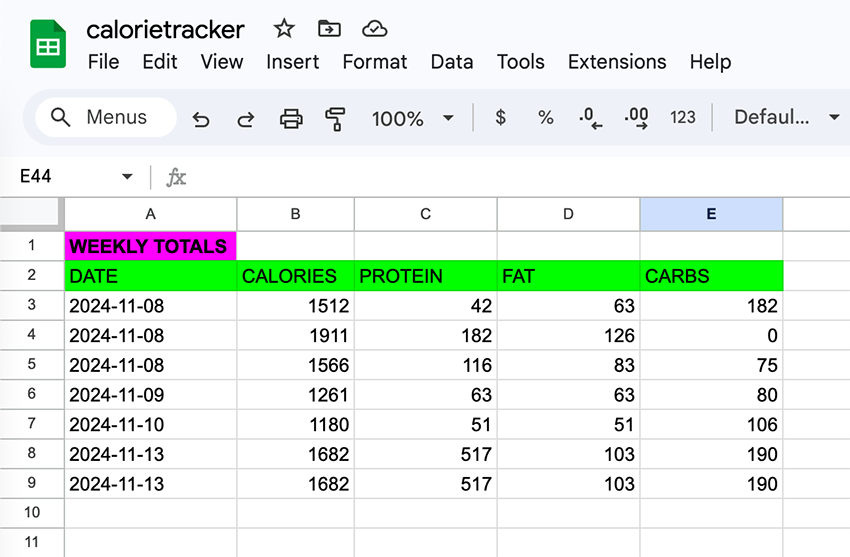 calorietracker
File Edit View Insert Format Data Tools Extensions Help
Menus 100% $ % .0 .00 123 Defaul...
E44 fx
A B C D E
1 WEEKLY TOTALS
2 DATE CALORIES PROTEIN FAT CARBS
3 2024-11-08 1512 42 63 182
4 2024-11-08 1911 182 126 0
5 2024-11-08 1566 116 83 75
6 2024-11-09 1261 63 63 80
7 2024-11-10 1180 51 51 106
8 2024-11-13 1682 517 103 190
9 2024-11-13 1682 517 103 190
10
11